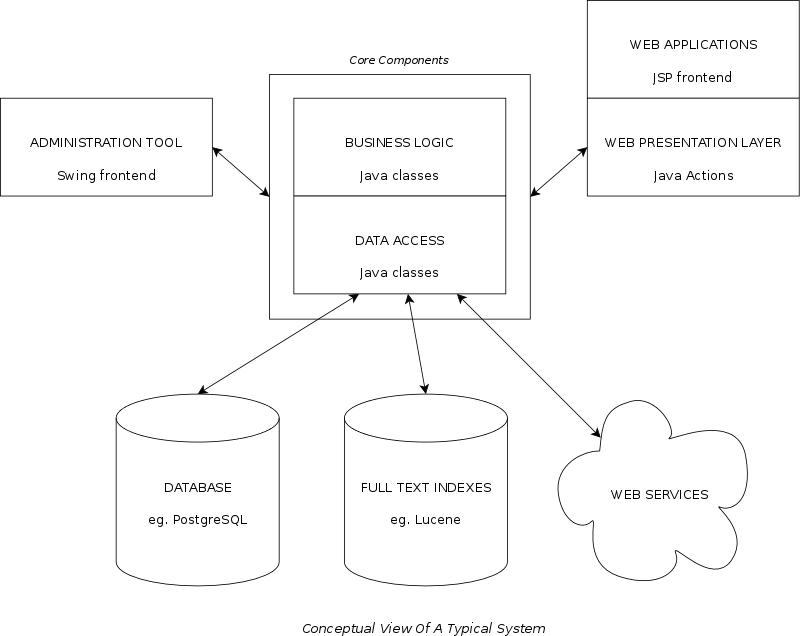 Core Components
WEB APPLICATIONS
JSP frontend
ADMINISTRATION TOOL
Swing frontend
BUSINESS LOGIC
Java classes
WEB PRESENTATION LAYER
Java Actions
DATA ACCESS
Java classes
DATABASE
eg. PostgreSQL
FULL TEXT INDEXES
eg. Lucene
WEB SERVICES
Conceptual View Of A Typical System